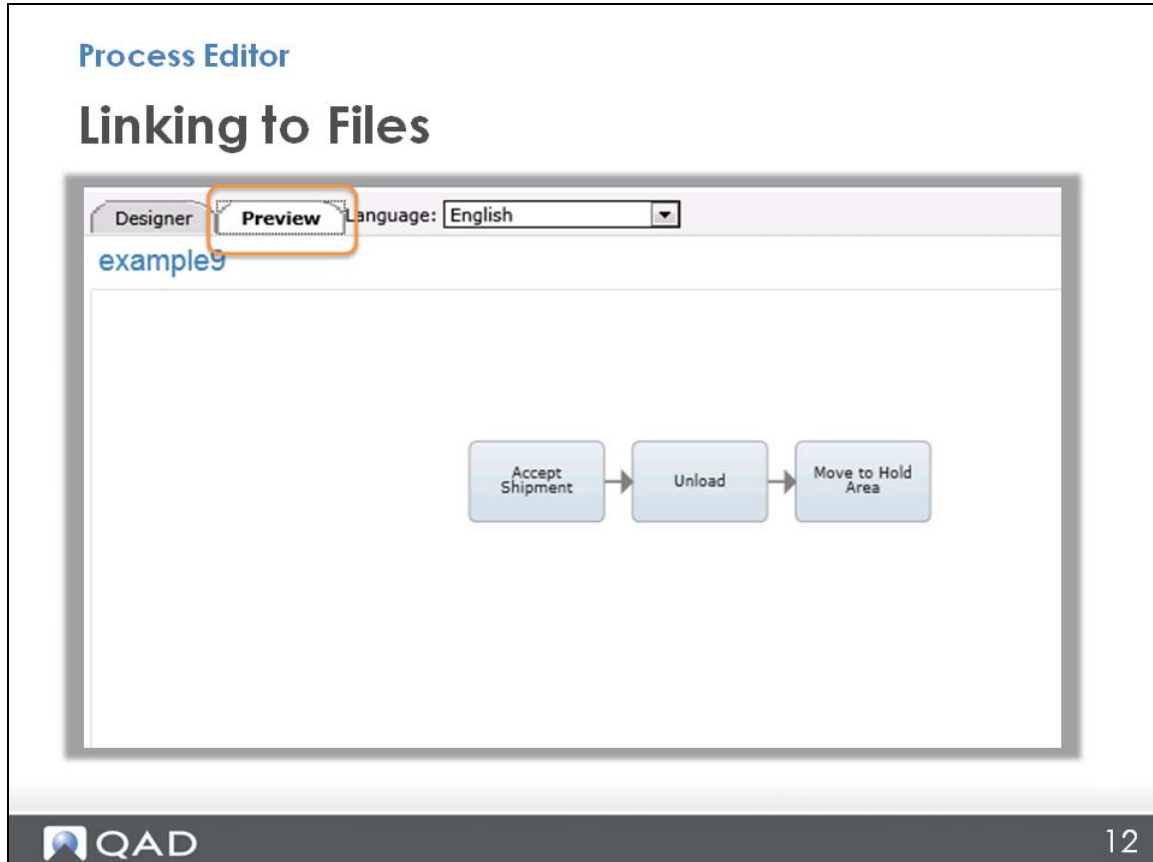 Process Editor
Linking to Files
Designer Preview Language: English
example9
Accept
Shipment
Unload
Move to Hold
Area
QAD
12